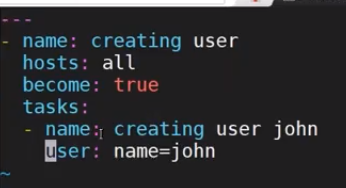 ---
- name: creating user
  hosts: all
  become: true
  tasks:
  - name: creating user john
    user: name=john
~